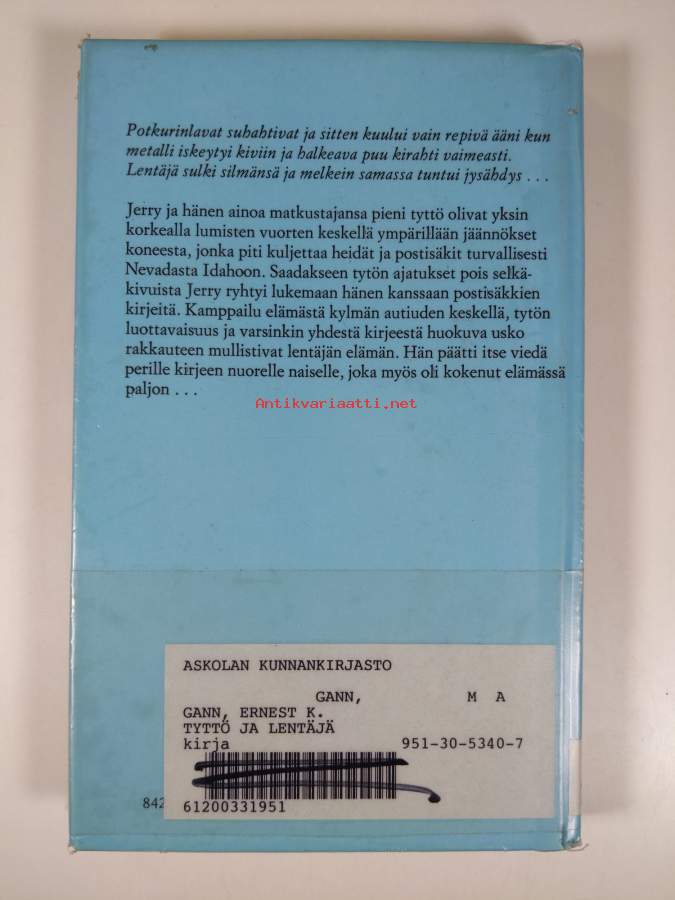 Potkurinlavat suhahtivat ja sitten kuului vain repivä ääni kun
metalli iskeytyi kiviin ja halkeava puu kirahti vaimeasti.
Lentäjä sulki silmänsä ja melkein samassa tuntui jysähdys . . .
Jerry ja hänen ainoa matkustajansa pieni tyttö olivat yksin
korkealla lumisten vuorten keskellä ympärillään jäännökset
koneesta, jonka piti kuljettaa heidät ja postisäkit turvallisesti
Nevadasta Idahoon. Saadakseen tytön ajatukset pois selkä-
kivuista Jerry ryhtyi lukemaan hänen kanssaan postisäkkien
kirjeitä. Kamppailu elämästä kylmän autiuden keskellä, tytön
luottavaisuus ja varsinkin yhdestä kirjeestä huokuva usko
rakkauteen mullistivat lentäjän elämän. Hän päätti itse viedä
perille kirjeen nuorelle naiselle, joka myös oli kokenut elämässä
paljon . . .
Antikvariaatti.net
ASKOLAN KUNNANKIRJASTO
GANN, M A
GANN, ERNEST K.
TYTTÖ JA LENTÄJÄ
kirja 951-30-5340-7
842
61200331951